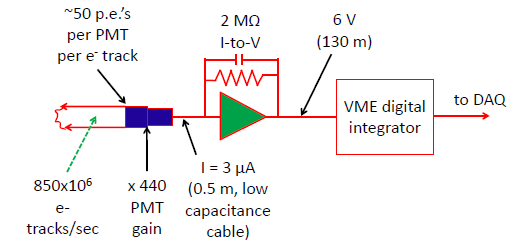 ~50 p.e.'s
per PMT
per e- track
2 MΩ
I-to-V
6 V
(130 m)
VME digital
integrator
to DAQ
850x10⁶
e-
tracks/sec
x 440
PMT
gain
I = 3 μA
(0.5 m, low
capacitance
cable)